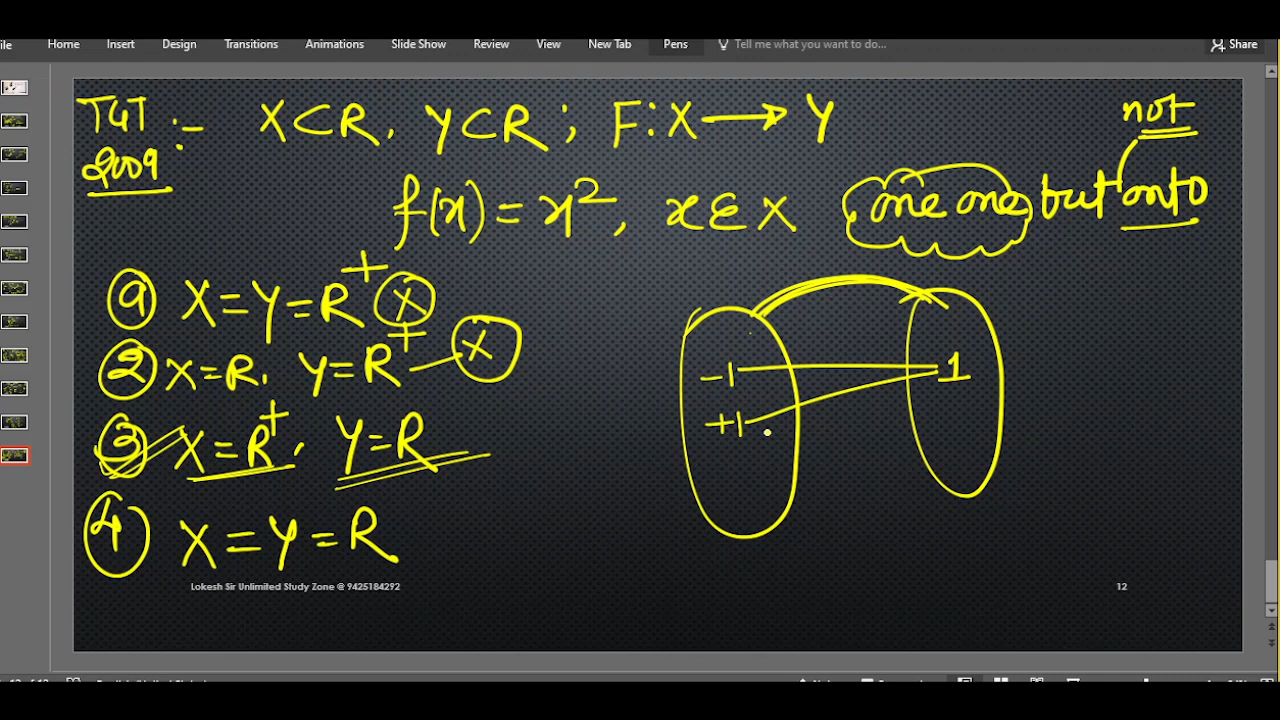 File Home Insert Design Transitions Animations Slide Show Review View New Tab Pens Tell me what you want to do... Share
TGT 2009 :- X⊂R, Y⊂R ; F: X → Y
not
f(x) = x², x∈X one one but onto
① X=Y=R⁺ X
② X=R, Y=R⁺ – X
③ X=R⁺, Y=R
④ X=Y=R
-1 1
+1
Lokesh Sir Unlimited Study Zone @ 9425184292 12